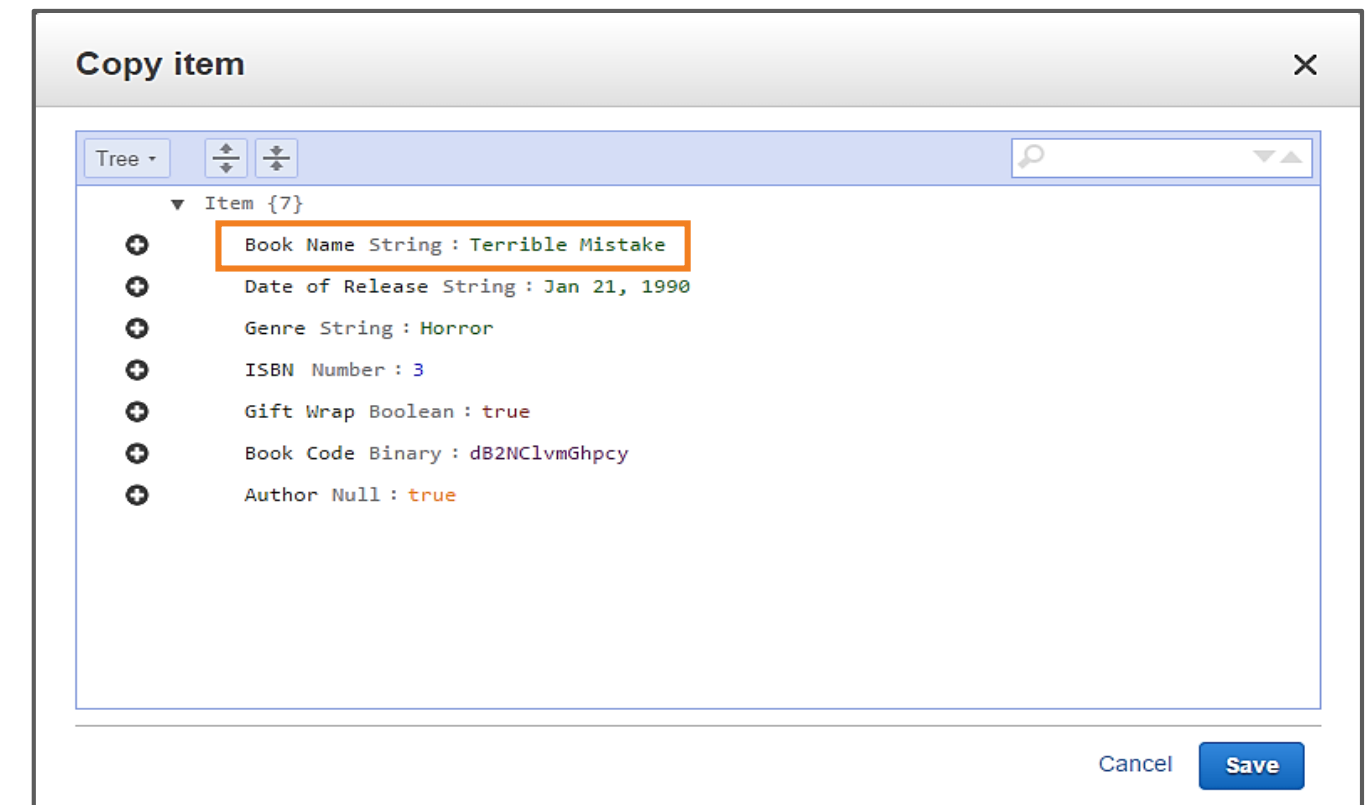 Copy item
Tree
Item {7}
Book Name String : Terrible Mistake
Date of Release String : Jan 21, 1990
Genre String : Horror
ISBN Number : 3
Gift Wrap Boolean : true
Book Code Binary : dB2NClvmGhpcy
Author Null : true
Cancel Save